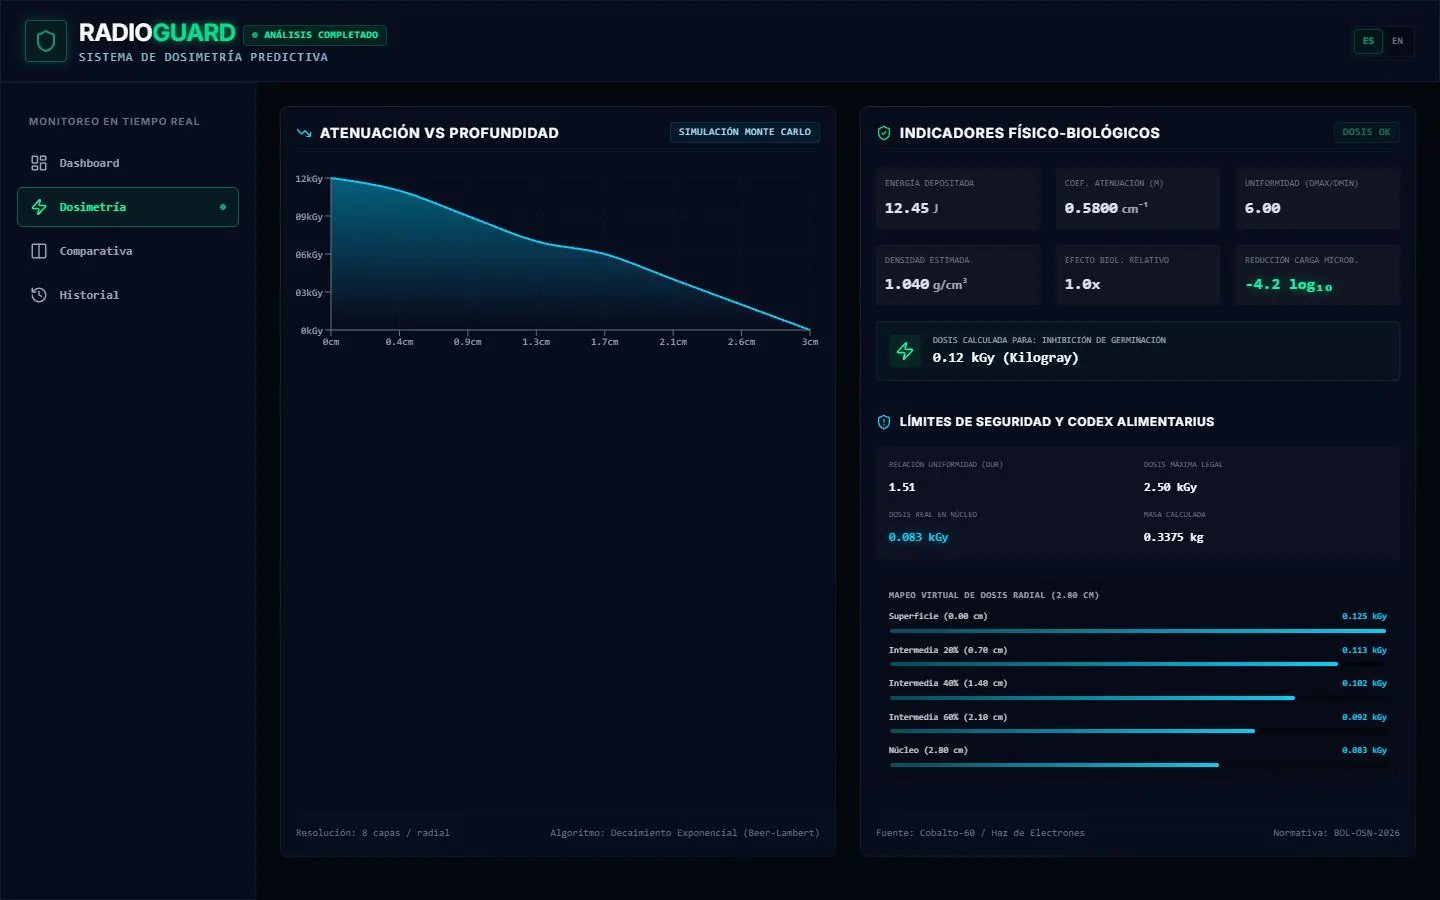 RADIOGUARD
ANÁLISIS COMPLETADO
SISTEMA DE DOSIMETRÍA PREDICTIVA
ES
EN
MONITOREO EN TIEMPO REAL
Dashboard
Dosimetría
Comparativa
Historial
ATENUACIÓN VS PROFUNDIDAD
SIMULACIÓN MONTE CARLO
12kGy
09kGy
06kGy
03kGy
0kGy
0cm 0.4cm 0.9cm 1.3cm 1.7cm 2.1cm 2.6cm 3cm
Resolución: 8 capas / radial
Algoritmo: Decaimiento Exponencial (Beer-Lambert)
INDICADORES FÍSICO-BIOLÓGICOS
DOSIS OK
ENERGÍA DEPOSITADA
12.45 J
COEF. ATENUACIÓN (Μ)
0.5800 cm⁻¹
UNIFORMIDAD (DMAX/DMIN)
6.00
DENSIDAD ESTIMADA
1.040 g/cm³
EFECTO BIOL. RELATIVO
1.0x
REDUCCIÓN CARGA MICROB.
-4.2 log₁₀
DOSIS CALCULADA PARA: INHIBICIÓN DE GERMINACIÓN
0.12 kGy (Kilogray)
LÍMITES DE SEGURIDAD Y CODEX ALIMENTARIUS
RELACIÓN UNIFORMIDAD (DUR)
1.51
DOSIS MÁXIMA LEGAL
2.50 kGy
DOSIS REAL EN NÚCLEO
0.083 kGy
MASA CALCULADA
0.3375 kg
MAPEO VIRTUAL DE DOSIS RADIAL (2.80 CM)
Superficie (0.00 cm) 0.125 kGy
Intermedia 20% (0.70 cm) 0.113 kGy
Intermedia 40% (1.40 cm) 0.102 kGy
Intermedia 60% (2.10 cm) 0.092 kGy
Núcleo (2.80 cm) 0.083 kGy
Fuente: Cobalto-60 / Haz de Electrones
Normativa: BOL-OSN-2026